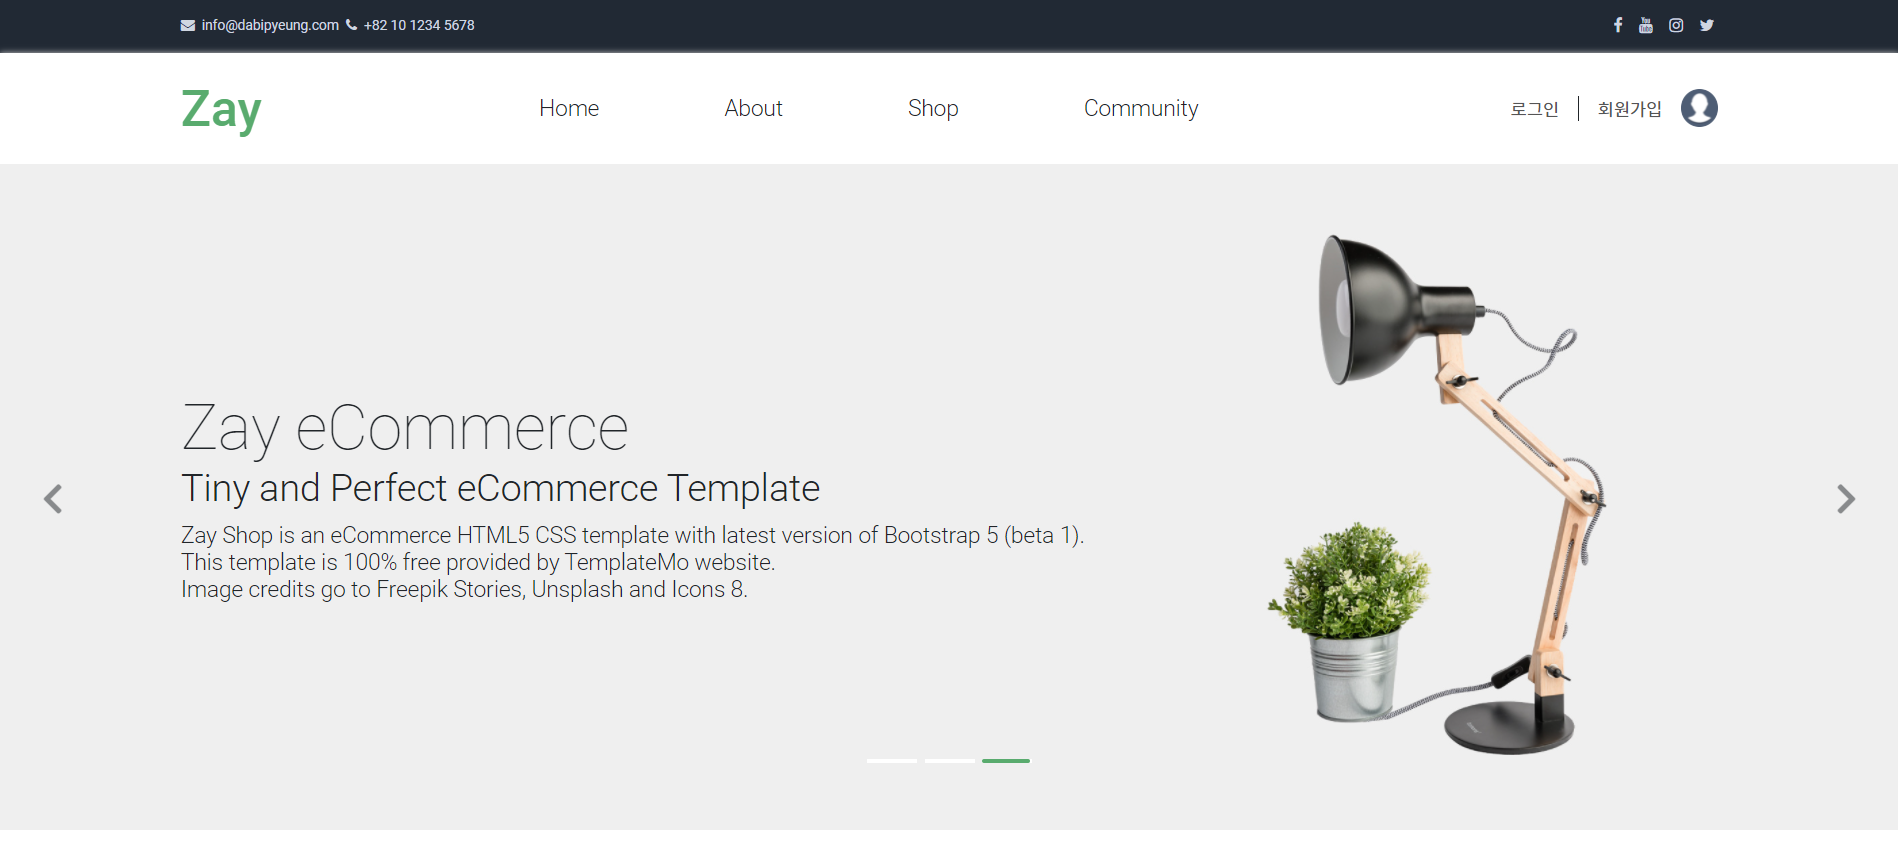 info@dabipyeung.com +82 10 1234 5678
Zay
Home About Shop Community
로그인 회원가입
Zay eCommerce
Tiny and Perfect eCommerce Template
Zay Shop is an eCommerce HTML5 CSS template with latest version of Bootstrap 5 (beta 1).
This template is 100% free provided by TemplateMo website.
Image credits go to Freepik Stories, Unsplash and Icons 8.